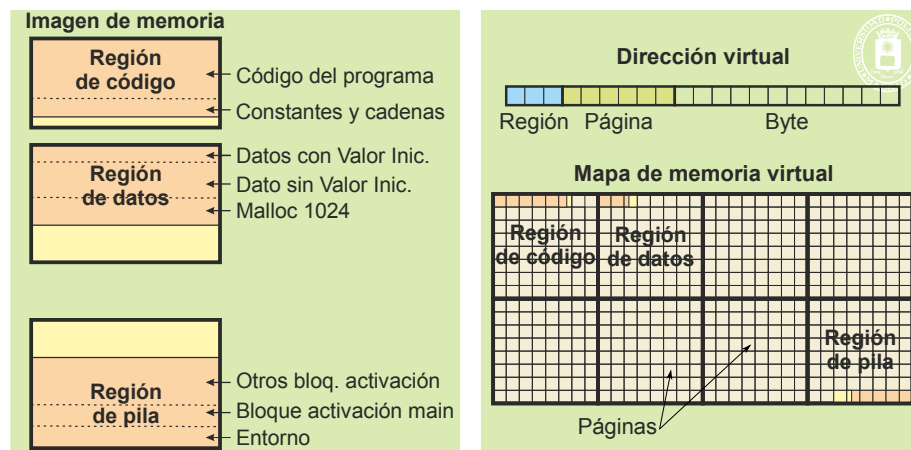 Imagen de memoria
Región
de código
Código del programa
Constantes y cadenas
Región
de datos
Datos con Valor Inic.
Dato sin Valor Inic.
Malloc 1024
Región
de pila
Otros bloq. activación
Bloque activación main
Entorno
Dirección virtual
Región Página Byte
Mapa de memoria virtual
Región
de código
Región
de datos
Región
de pila
Páginas